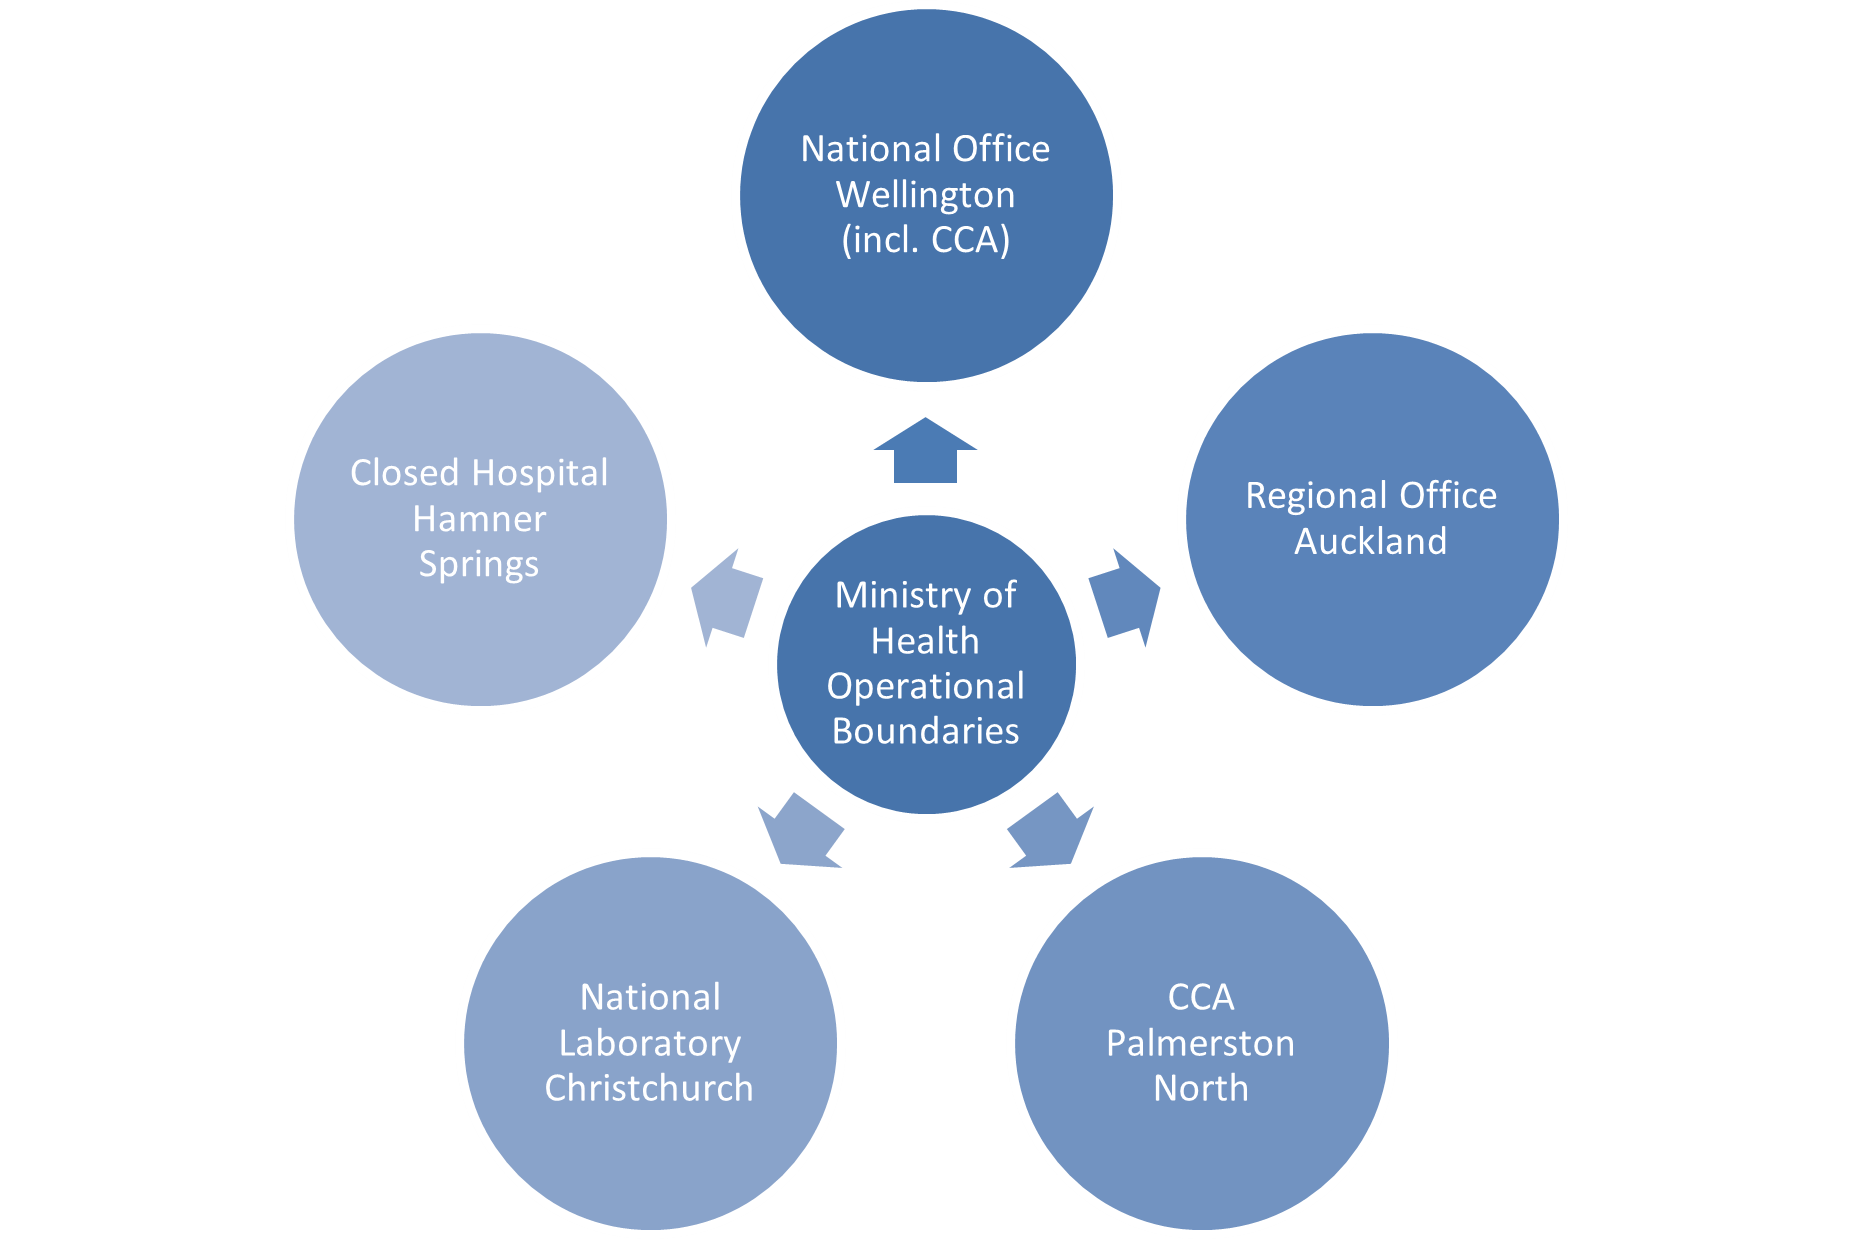 National Office
Wellington
(incl. CCA)
Closed Hospital
Hamner
Springs
Regional Office
Auckland
Ministry of
Health
Operational
Boundaries
National
Laboratory
Christchurch
CCA
Palmerston
North